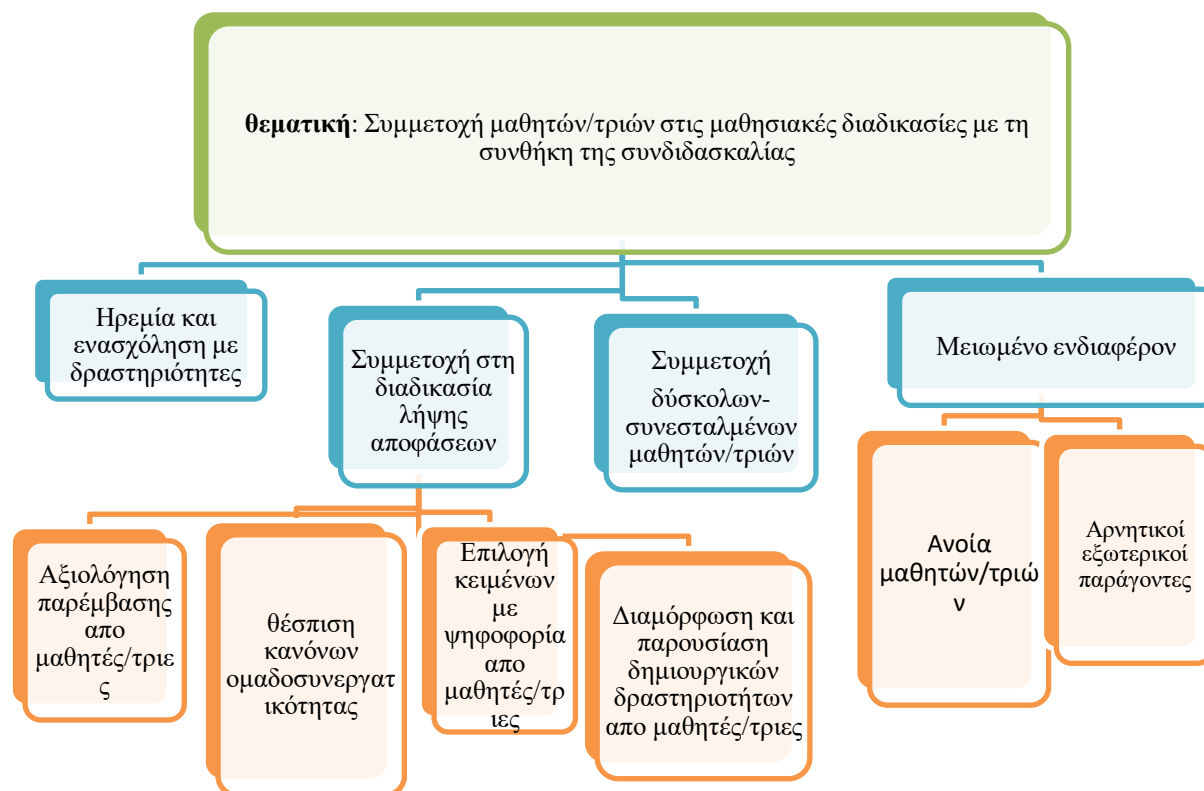 θεματική: Συμμετοχή μαθητών/τριών στις μαθησιακές διαδικασίες με τη
συνθήκη της συνδιδασκαλίας
Ηρεμία και
ενασχόληση με
δραστηριότητες
Συμμετοχή στη
διαδικασία
λήψης
αποφάσεων
Συμμετοχή
δύσκολων-
συνεσταλμένων
μαθητών/τριών
Μειωμένο ενδιαφέρον
Αξιολόγηση
παρέμβασης
απο
μαθητές/τριε
ς
θέσπιση
κανόνων
ομαδοσυνεργατ
ικότητας
Επιλογή
κειμένων
με
ψηφοφορία
απο
μαθητές/τρ
ιες
Διαμόρφωση και
παρουσίαση
δημιουργικών
δραστηριοτήτων
απο μαθητές/τριες
Ανοία
μαθητών/τριώ
ν
Αρνητικοί
εξωτερικοί
παράγοντες